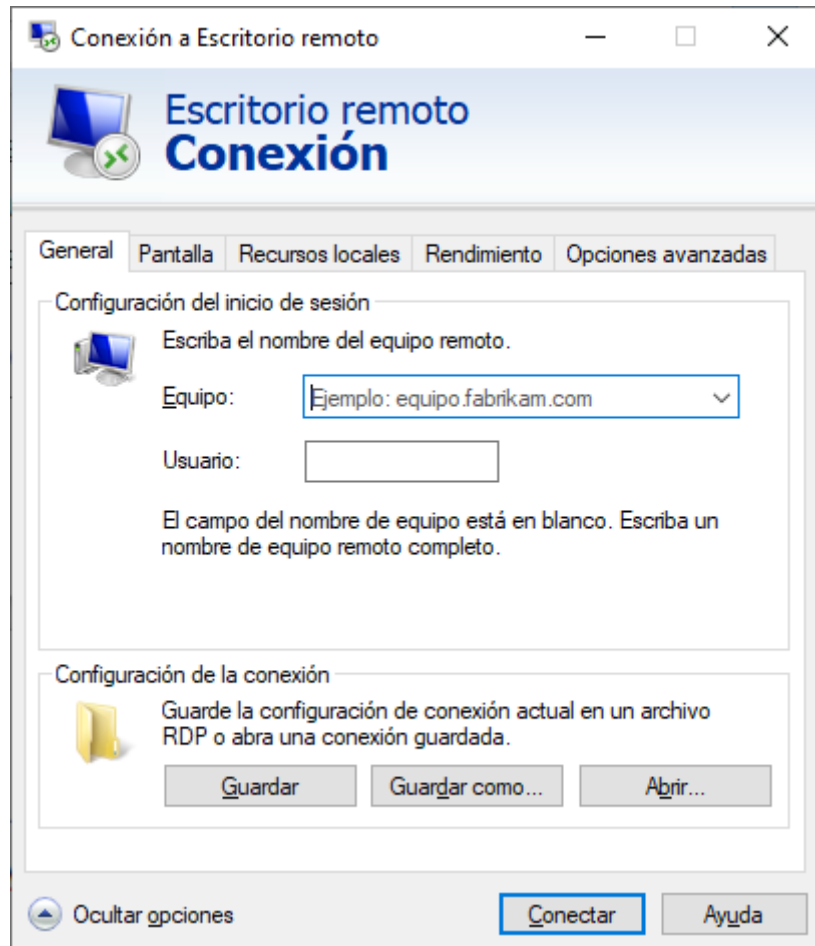 Conexión a Escritorio remoto
Escritorio remoto
Conexión
General Pantalla Recursos locales Rendimiento Opciones avanzadas
Configuración del inicio de sesión
Escriba el nombre del equipo remoto.
Equipo: Ejemplo: equipo.fabrikam.com
Usuario:
El campo del nombre de equipo está en blanco. Escriba un
nombre de equipo remoto completo.
Configuración de la conexión
Guarde la configuración de conexión actual en un archivo
RDP o abra una conexión guardada.
Guardar Guardar como... Abrir...
Ocultar opciones Conectar Ayuda